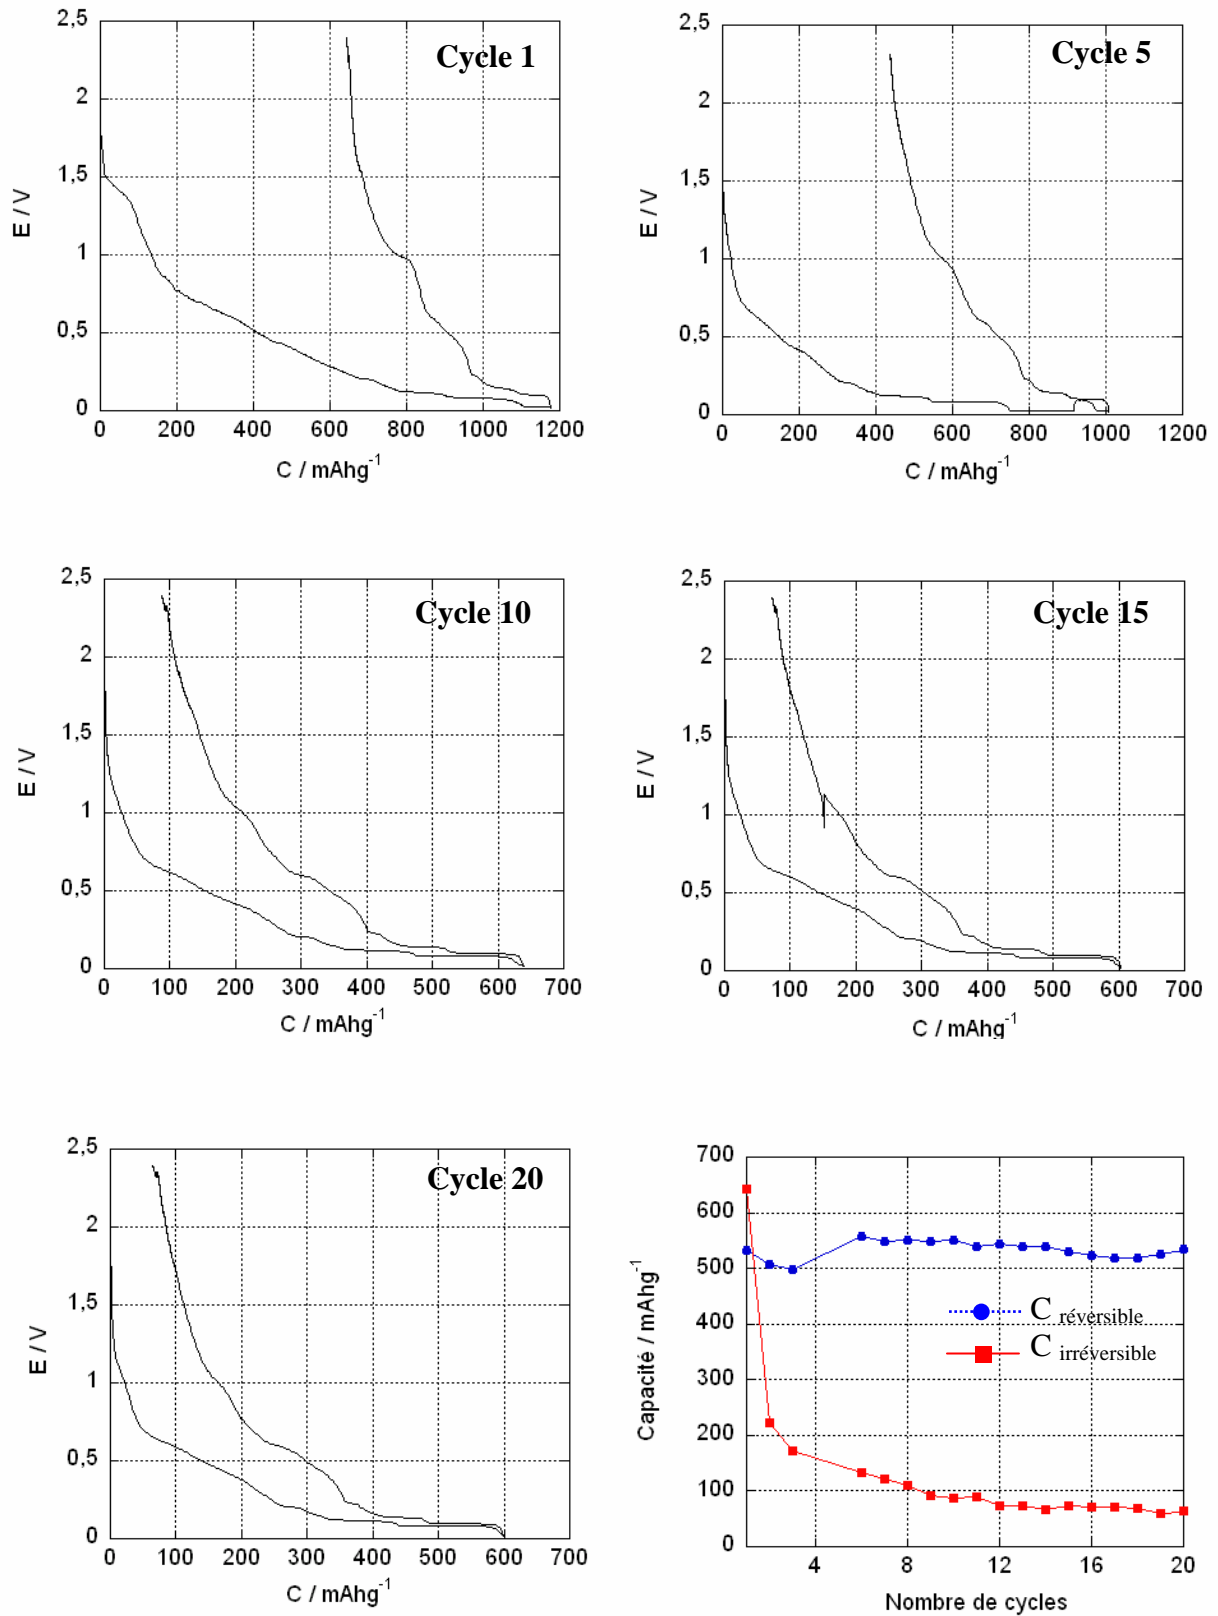 Cycle 1
2,5
2
1,5
1
0,5
0
E / V
0 200 400 600 800 1000 1200
C / mAhg-1
Cycle 5
2,5
2
1,5
1
0,5
0
E / V
0 200 400 600 800 1000 1200
C / mAhg-1
Cycle 10
2,5
2
1,5
1
0,5
0
E / V
0 100 200 300 400 500 600 700
C / mAhg-1
Cycle 15
2,5
2
1,5
1
0,5
0
E / V
0 100 200 300 400 500 600 700
C / mAhg-1
Cycle 20
2,5
2
1,5
1
0,5
0
E / V
0 100 200 300 400 500 600 700
C / mAhg-1
700
600
500
400
300
200
100
0
Capacité / mAhg-1
C réversible
C irréversible
4 8 12 16 20
Nombre de cycles